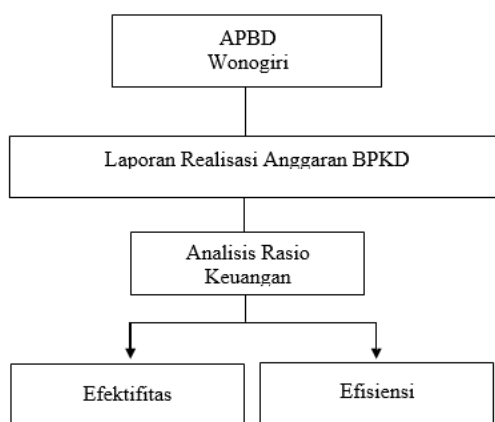 APBD
Wonogiri
Laporan Realisasi Anggaran BPKD
Analisis Rasio
Keuangan
Efektifitas
Efisiensi